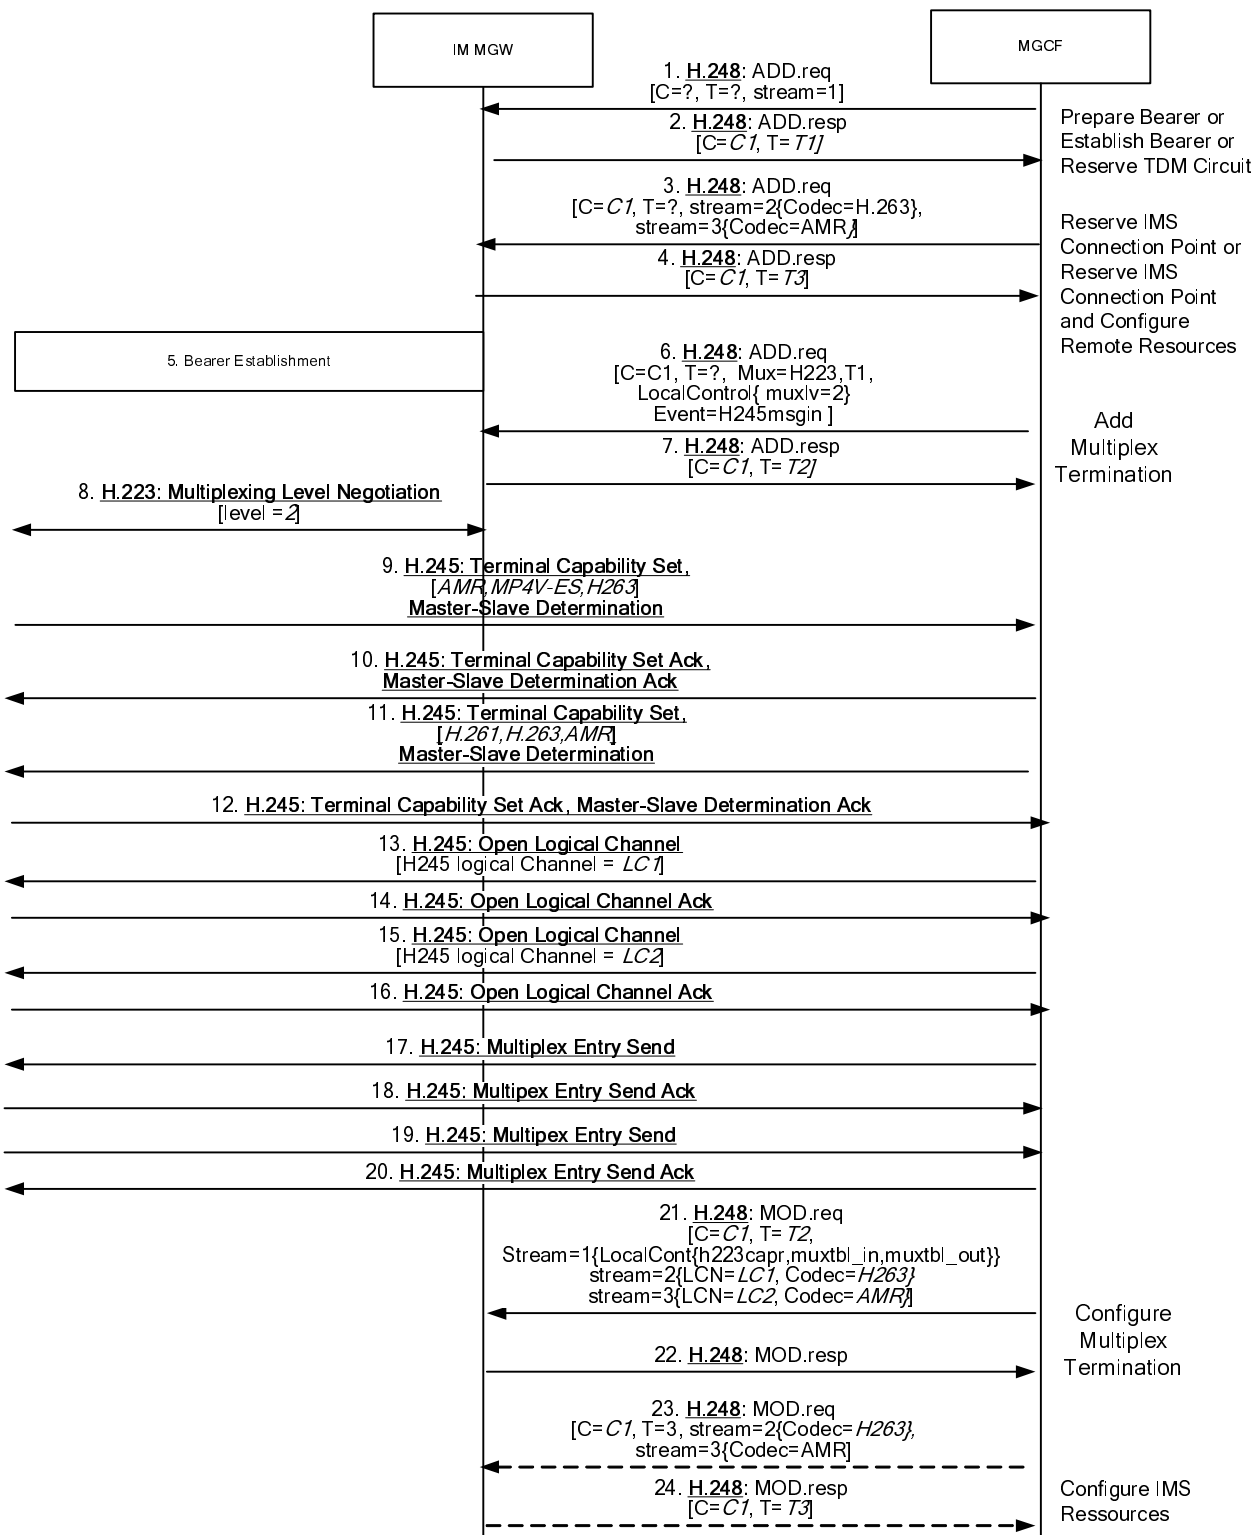 IM MGW
MGCF
1. H.248: ADD.req
[C=?, T=?, stream=1]
2. H.248: ADD.resp
[C=C1, T=T1]
Prepare Bearer or
Establish Bearer or
Reserve TDM Circuit
3. H.248: ADD.req
[C=C1, T=?, stream=2{Codec=H.263},
stream=3{Codec=AMR}]
4. H.248: ADD.resp
[C=C1, T=T3]
Reserve IMS
Connection Point or
Reserve IMS
Connection Point
and Configure
Remote Resources
5. Bearer Establishment
6. H.248: ADD.req
[C=C1, T=?, Mux=H223,T1,
LocalControl{ muxlv=2}
Event=H245msgin ]
7. H.248: ADD.resp
[C=C1, T=T2]
Add
Multiplex
Termination
8. H.223: Multiplexing Level Negotiation
[level =2]
9. H.245: Terminal Capability Set,
[AMR,MP4V-ES,H263]
Master-Slave Determination
10. H.245: Terminal Capability Set Ack,
Master-Slave Determination Ack
11. H.245: Terminal Capability Set,
[H.261,H.263,AMR]
Master-Slave Determination
12. H.245: Terminal Capability Set Ack, Master-Slave Determination Ack
13. H.245: Open Logical Channel
[H245 logical Channel = LC1]
14. H.245: Open Logical Channel Ack
15. H.245: Open Logical Channel
[H245 logical Channel = LC2]
16. H.245: Open Logical Channel Ack
17. H.245: Multiplex Entry Send
18. H.245: Multipex Entry Send Ack
19. H.245: Multipex Entry Send
20. H.245: Multiplex Entry Send Ack
21. H.248: MOD.req
[C=C1, T=T2,
Stream=1{LocalCont{h223capr,muxtbl_in,muxtbl_out}}
stream=2{LCN=LC1, Codec=H263}
stream=3{LCN=LC2, Codec=AMR}]
22. H.248: MOD.resp
Configure
Multiplex
Termination
23. H.248: MOD.req
[C=C1, T=3, stream=2{Codec=H263},
stream=3{Codec=AMR]
24. H.248: MOD.resp
[C=C1, T=T3]
Configure IMS
Ressources